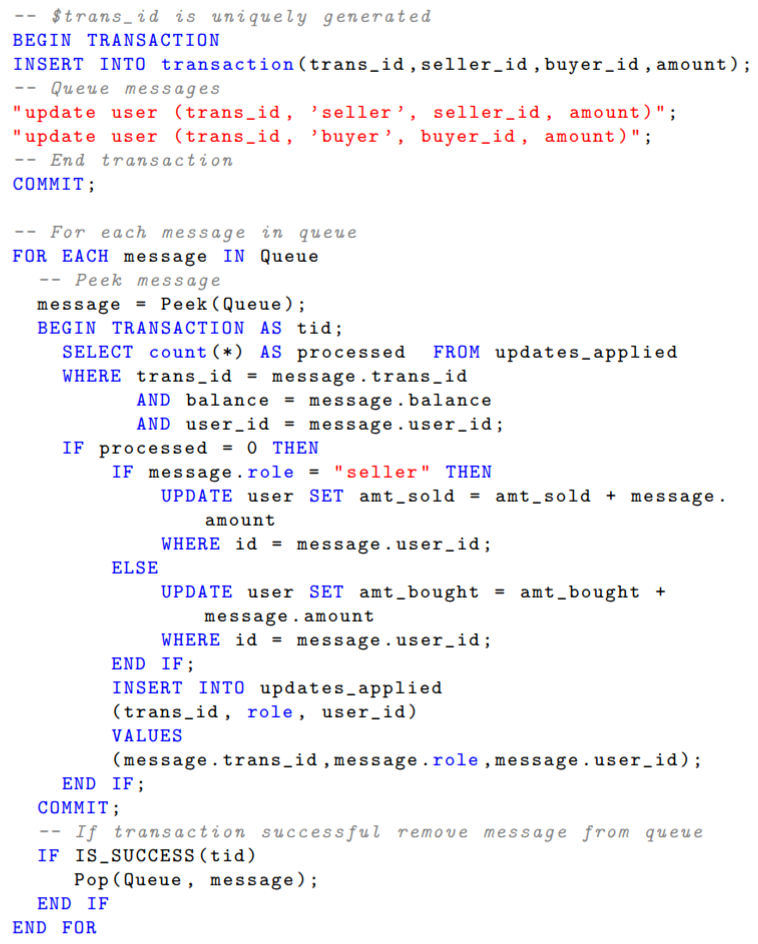 -- $trans_id is uniquely generated
BEGIN TRANSACTION
INSERT INTO transaction(trans_id,seller_id,buyer_id,amount);
-- Queue messages
"update user (trans_id, ’seller’, seller_id, amount)";
"update user (trans_id, ’buyer’, buyer_id, amount)";
-- End transaction
COMMIT;

-- For each message in queue
FOR EACH message IN Queue
  -- Peek message
  message = Peek(Queue);
  BEGIN TRANSACTION AS tid;
    SELECT count(*) AS processed  FROM updates_applied
    WHERE trans_id = message.trans_id
          AND balance = message.balance
          AND user_id = message.user_id;
    IF processed = 0 THEN
        IF message.role = "seller" THEN
            UPDATE user SET amt_sold = amt_sold + message.
                amount
            WHERE id = message.user_id;
        ELSE
            UPDATE user SET amt_bought = amt_bought +
                message.amount
            WHERE id = message.user_id;
        END IF;
        INSERT INTO updates_applied
        (trans_id, role, user_id)
        VALUES
        (message.trans_id,message.role,message.user_id);
    END IF;
  COMMIT;
  -- If transaction successful remove message from queue
  IF IS_SUCCESS(tid)
     Pop(Queue, message);
  END IF
END FOR